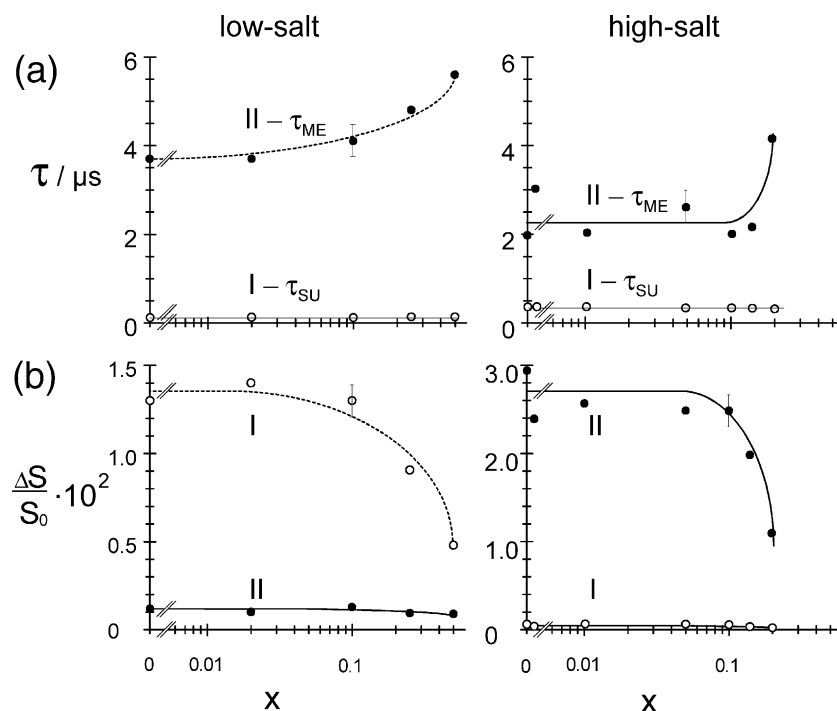 low-salt high-salt
(a)
6 6
II – τME
4 4
τ / μs
II – τME
2 2
I – τSU
I – τSU
0 0
(b)
1.5 3.0
I
II
1.0 2.0
ΔS/S₀ · 10²
0.5 1.0
II
I
0 0
0 0.01 0.1 0 0.01 0.1
x x